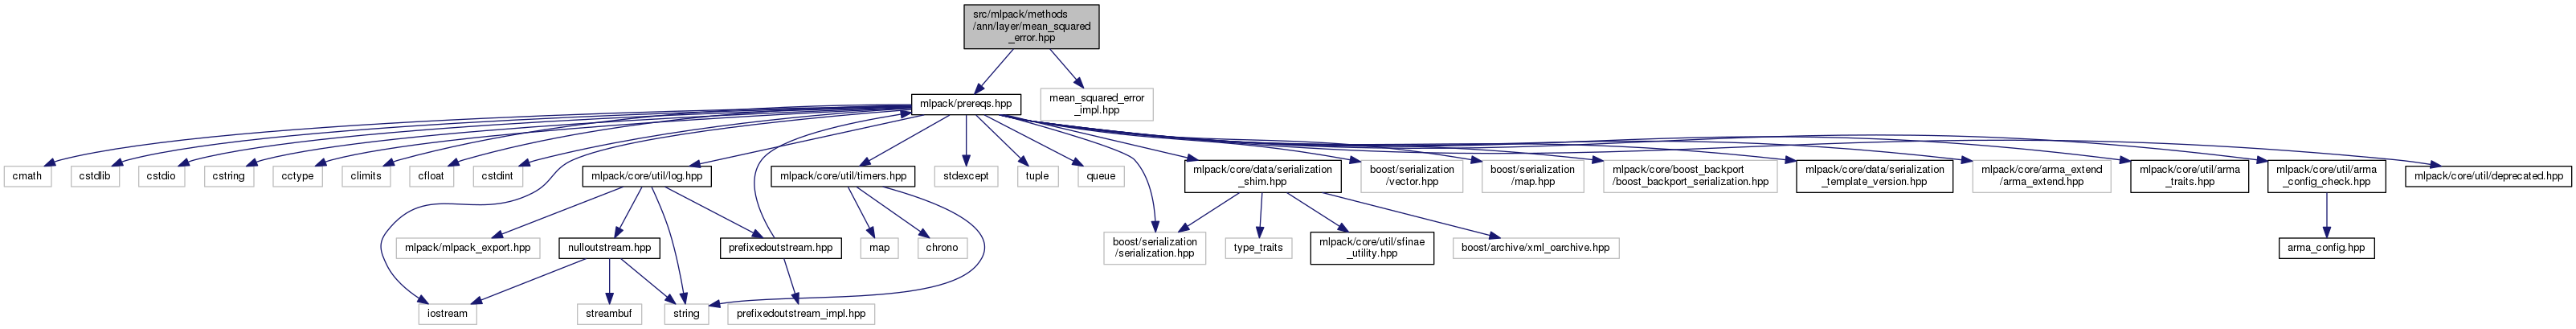 src/mlpack/methods
/ann/layer/mean_squared
_error.hpp
mlpack/prereqs.hpp
mean_squared_error
_impl.hpp
cmath
cstdlib
cstdio
cstring
cctype
climits
cfloat
cstdint
mlpack/core/util/log.hpp
mlpack/core/util/timers.hpp
stdexcept
tuple
queue
mlpack/core/data/serialization
_shim.hpp
boost/serialization
/vector.hpp
boost/serialization
/map.hpp
mlpack/core/boost_backport
/boost_backport_serialization.hpp
mlpack/core/data/serialization
_template_version.hpp
mlpack/core/arma_extend
/arma_extend.hpp
mlpack/core/util/arma
_traits.hpp
mlpack/core/util/arma
_config_check.hpp
mlpack/core/util/deprecated.hpp
mlpack/mlpack_export.hpp
nulloutstream.hpp
prefixedoutstream.hpp
map
chrono
boost/serialization
/serialization.hpp
type_traits
mlpack/core/util/sfinae
_utility.hpp
boost/archive/xml_oarchive.hpp
arma_config.hpp
iostream
streambuf
string
prefixedoutstream_impl.hpp